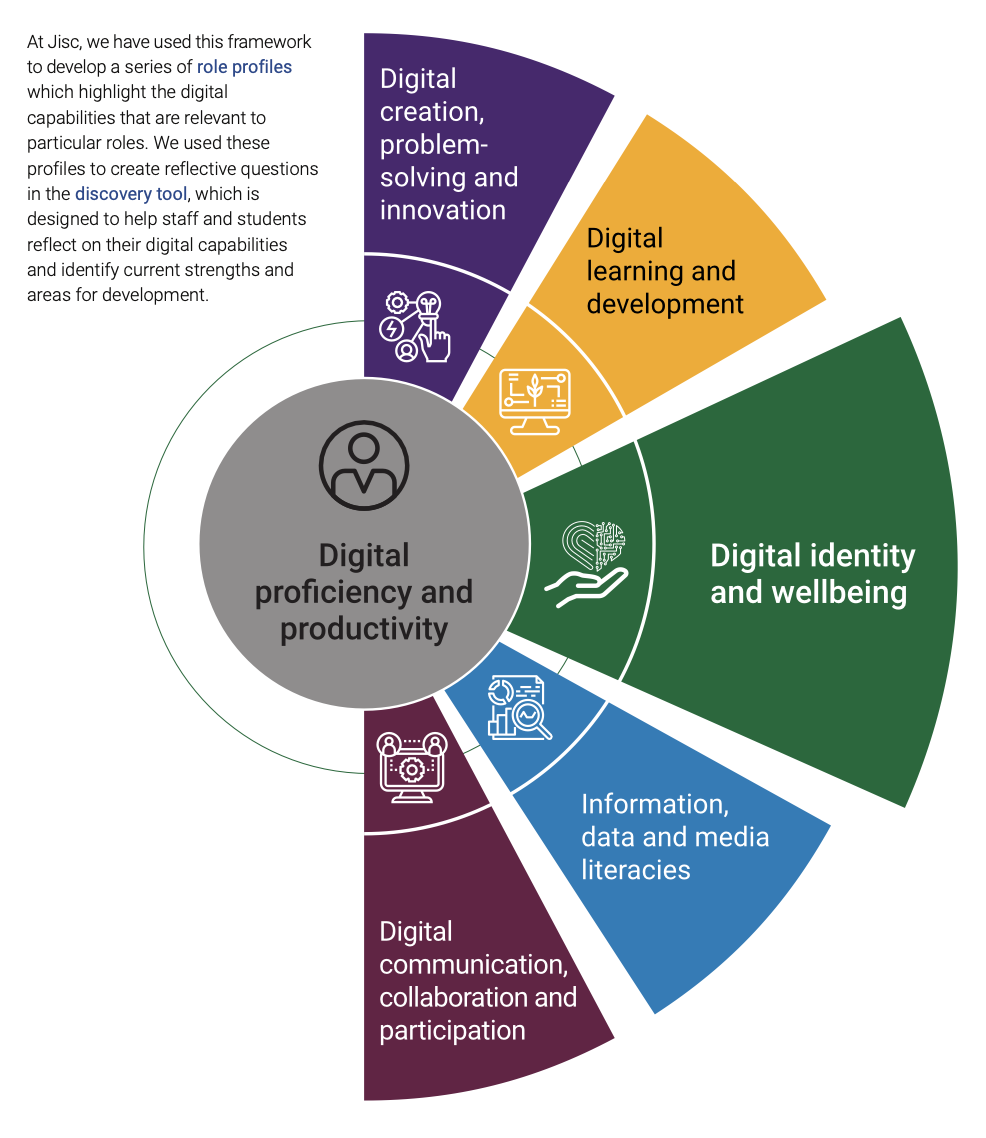 At Jisc, we have used this framework
to develop a series of role profiles
which highlight the digital
capabilities that are relevant to
particular roles. We used these
profiles to create reflective questions
in the discovery tool, which is
designed to help staff and students
reflect on their digital capabilities
and identify current strengths and
areas for development.
Digital
creation,
problem-
solving and
innovation
Digital
learning and
development
Digital identity
and wellbeing
Digital
proficiency and
productivity
Information,
data and media
literacies
Digital
communication,
collaboration and
participation